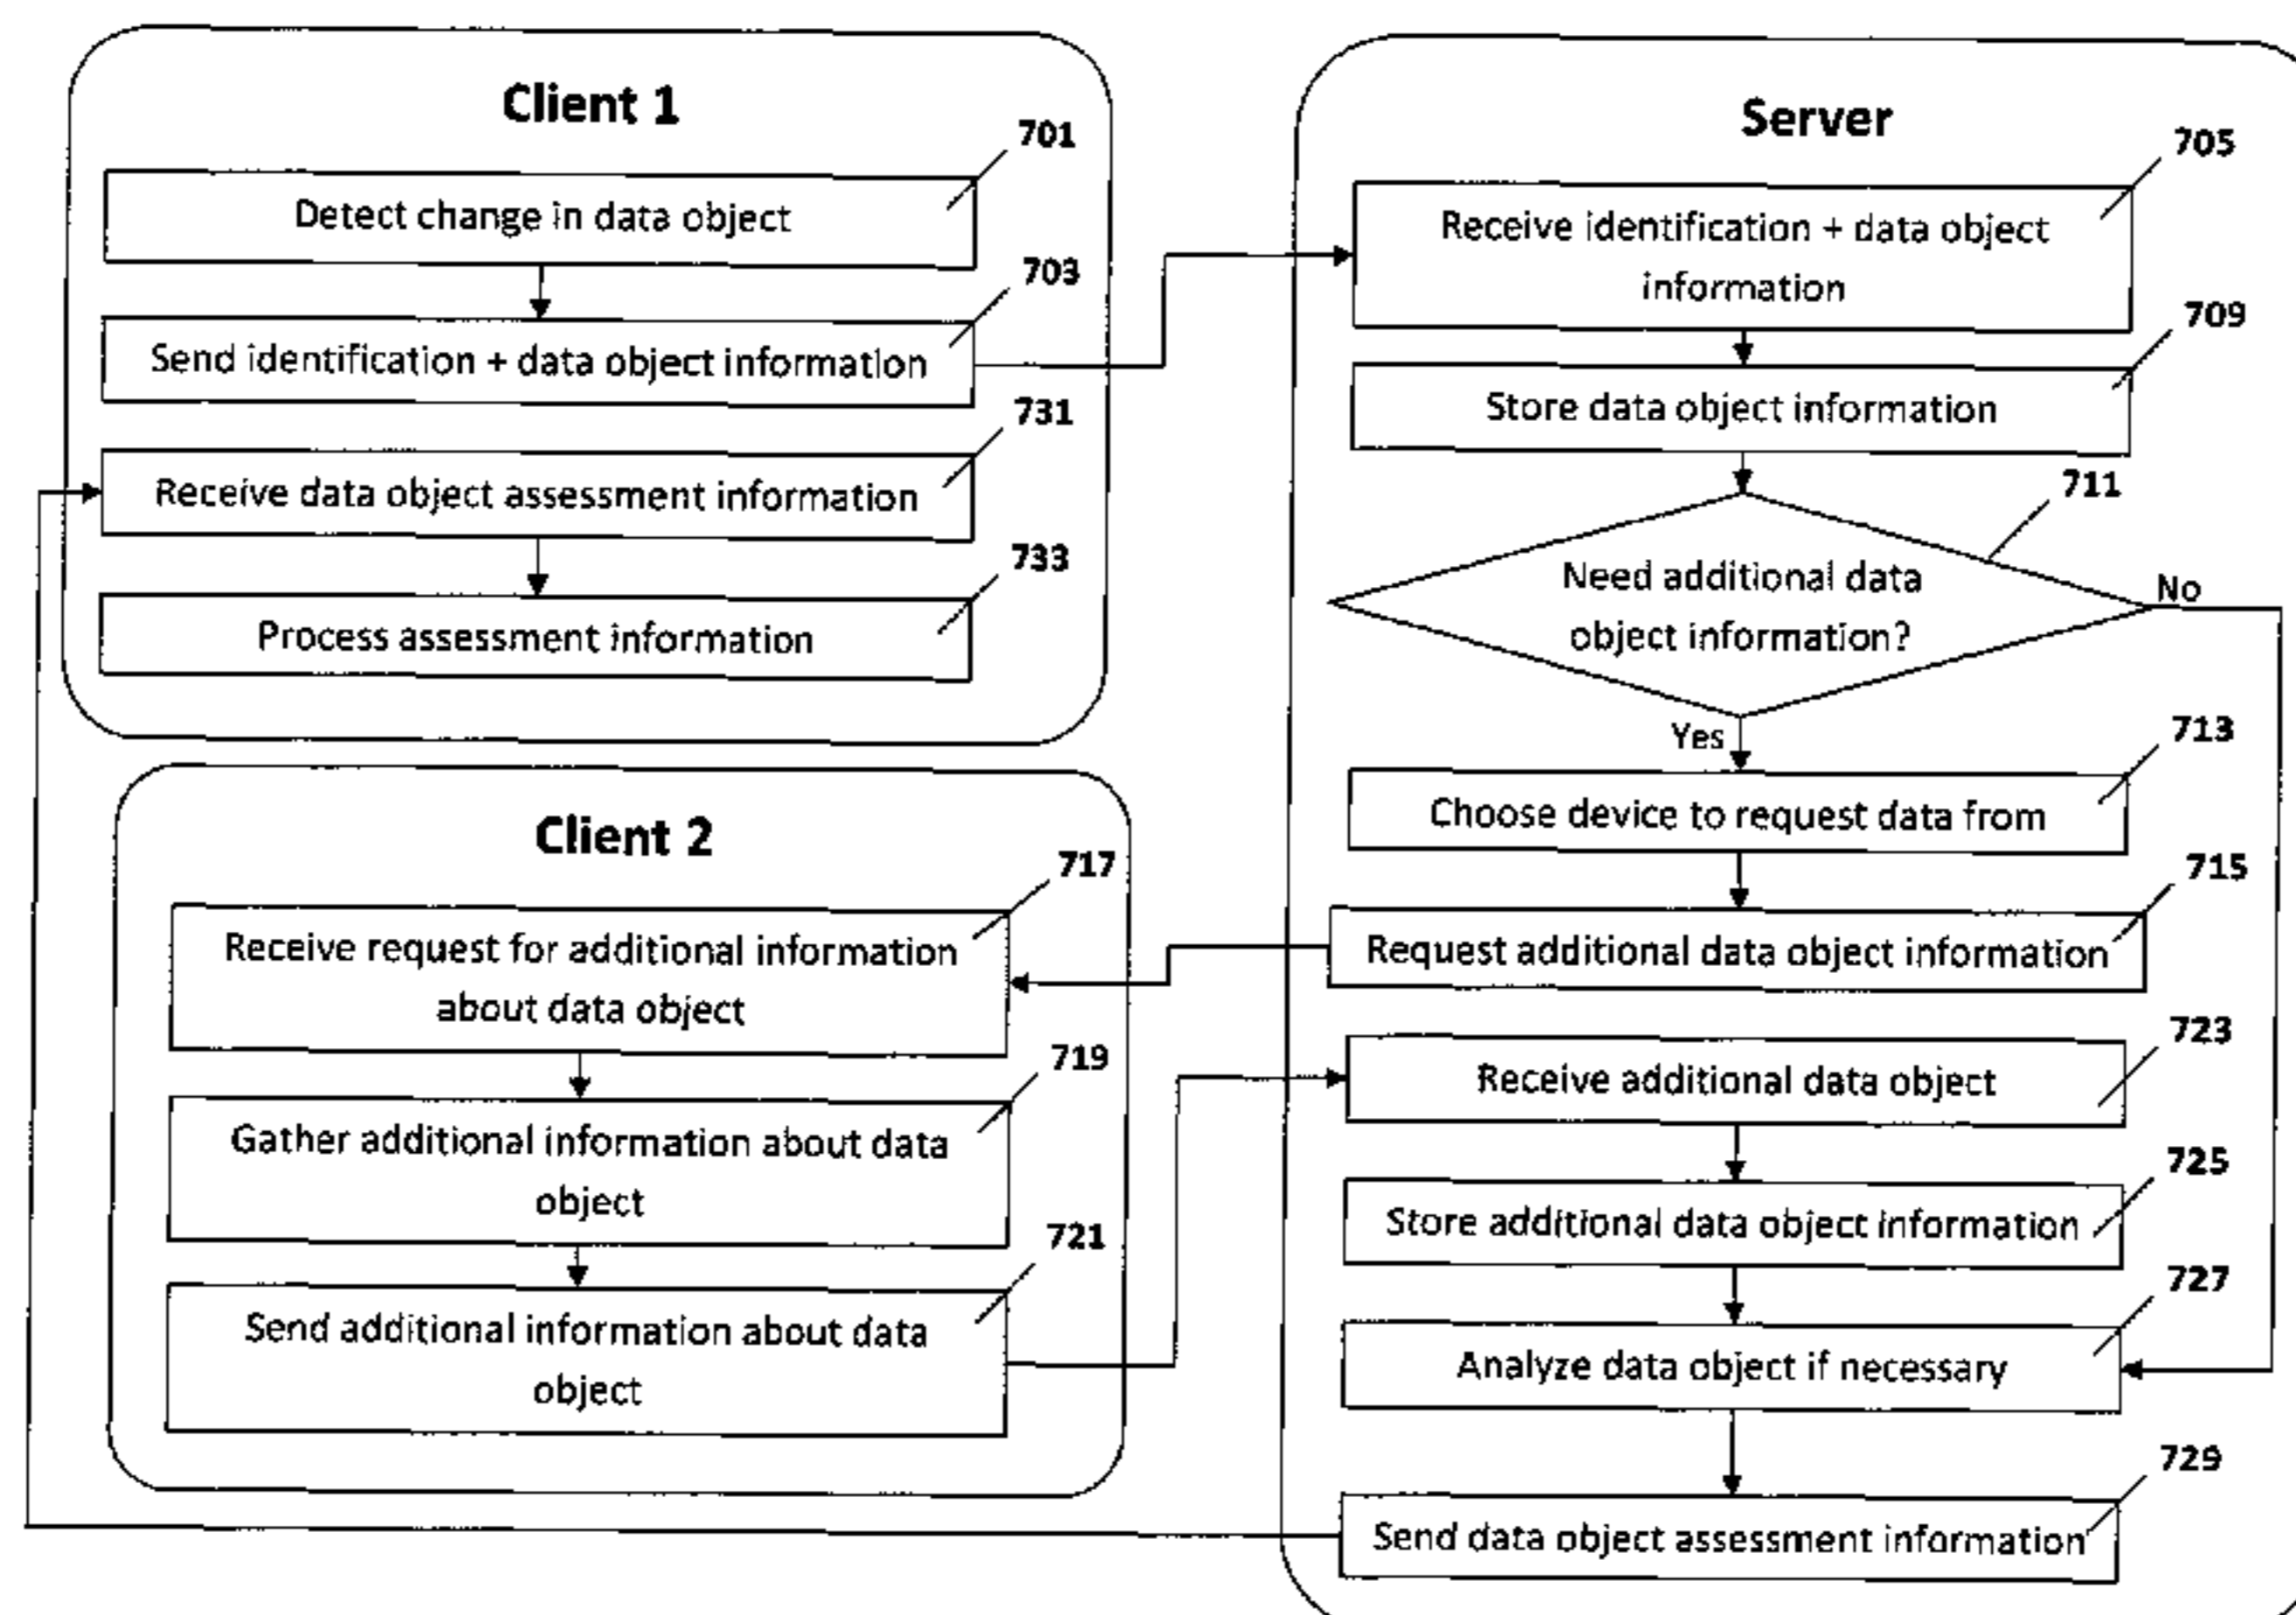 Client 1
701
Detect change in data object
703
Send identification + data object information
731
Receive data object assessment information
733
Process assessment information
Client 2
717
Receive request for additional information
about data object
719
Gather additional information about data
object
721
Send additional information about data
object
Server
705
Receive identification + data object
information
709
Store data object information
711
Need additional data
object information?
No
Yes
713
Choose device to request data from
715
Request additional data object information
723
Receive additional data object
725
Store additional data object information
727
Analyze data object if necessary
729
Send data object assessment information